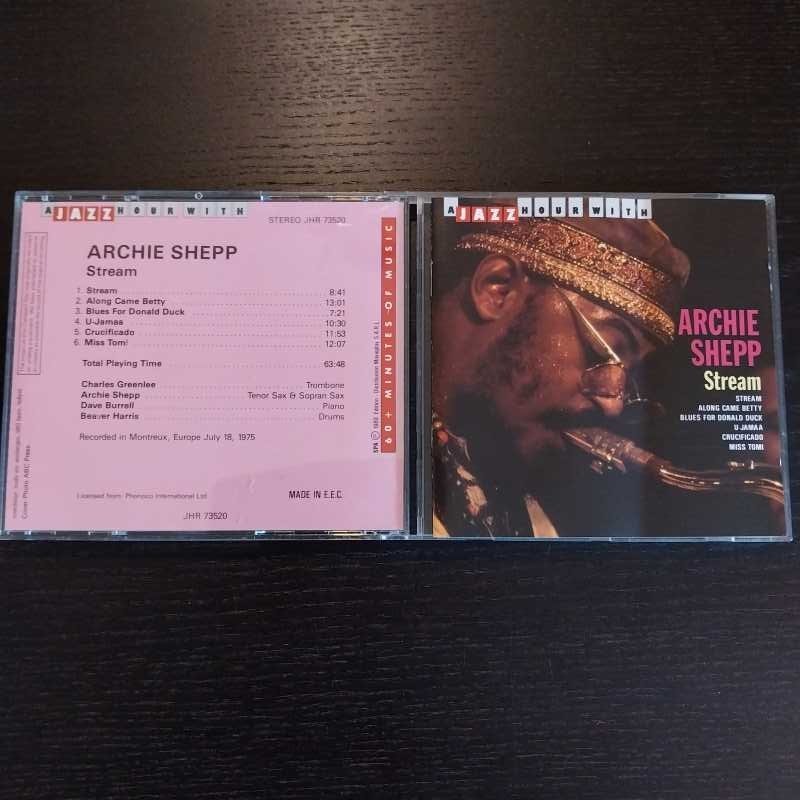 A JAZZ HOUR WITH
STEREO JHR 73520
ARCHIE SHEPP
Stream
1. Stream 8:41
2. Along Came Betty 13:01
3. Blues For Donald Duck 7:21
4. U-Jamaa 10:30
5. Crucificado 11:53
6. Miss Tomi 12:07
Total Playing Time 63:48
Charles Greenlee Trombone
Archie Shepp Tenor Sax & Sopran Sax
Dave Burrell Piano
Beaver Harris Drums
Recorded in Montreux, Europe July 18, 1975
Licensed from: Phonoco International Ltd.
MADE IN E.E.C.
JHR 73520
60+ MINUTES OF MUSIC
Cover Photo: ABC Press
A JAZZ HOUR WITH
ARCHIE
SHEPP
Stream
STREAM
ALONG CAME BETTY
BLUES FOR DONALD DUCK
U-JAMAA
CRUCIFICADO
MISS TOMI